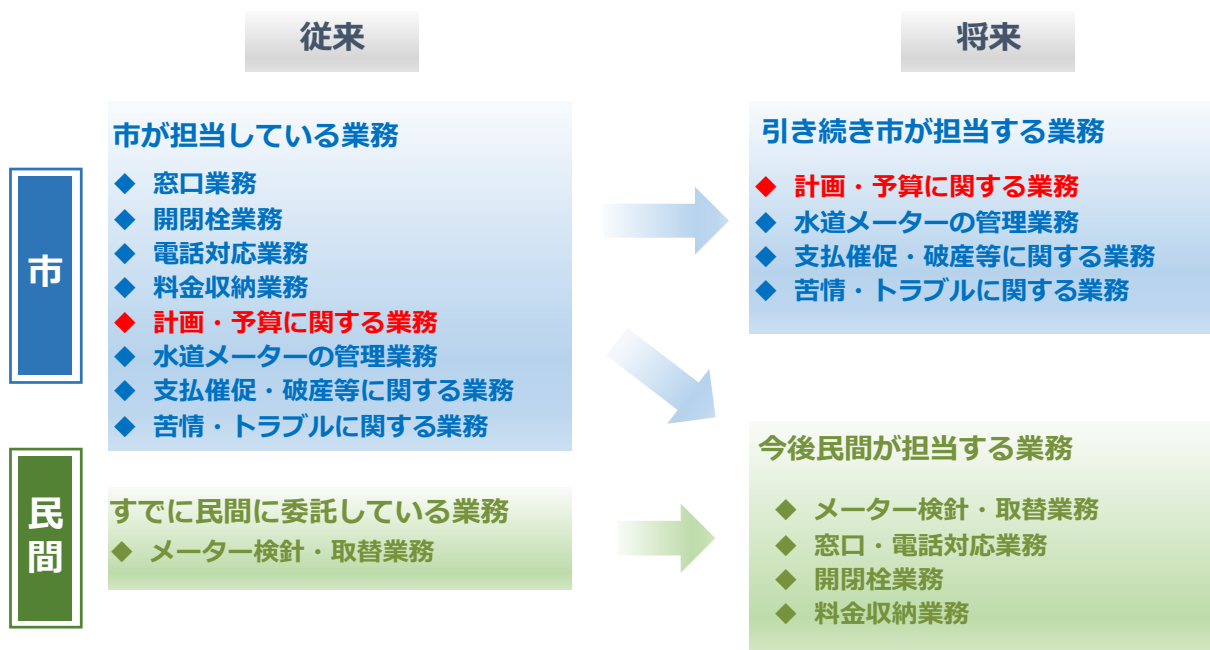 従来
将来
市
市が担当している業務
◆ 窓口業務
◆ 開閉栓業務
◆ 電話対応業務
◆ 料金収納業務
◆ 計画・予算に関する業務
◆ 水道メーターの管理業務
◆ 支払催促・破産等に関する業務
◆ 苦情・トラブルに関する業務
引き続き市が担当する業務
◆ 計画・予算に関する業務
◆ 水道メーターの管理業務
◆ 支払催促・破産等に関する業務
◆ 苦情・トラブルに関する業務
民間
すでに民間に委託している業務
◆ メーター検針・取替業務
今後民間が担当する業務
◆ メーター検針・取替業務
◆ 窓口・電話対応業務
◆ 開閉栓業務
◆ 料金収納業務